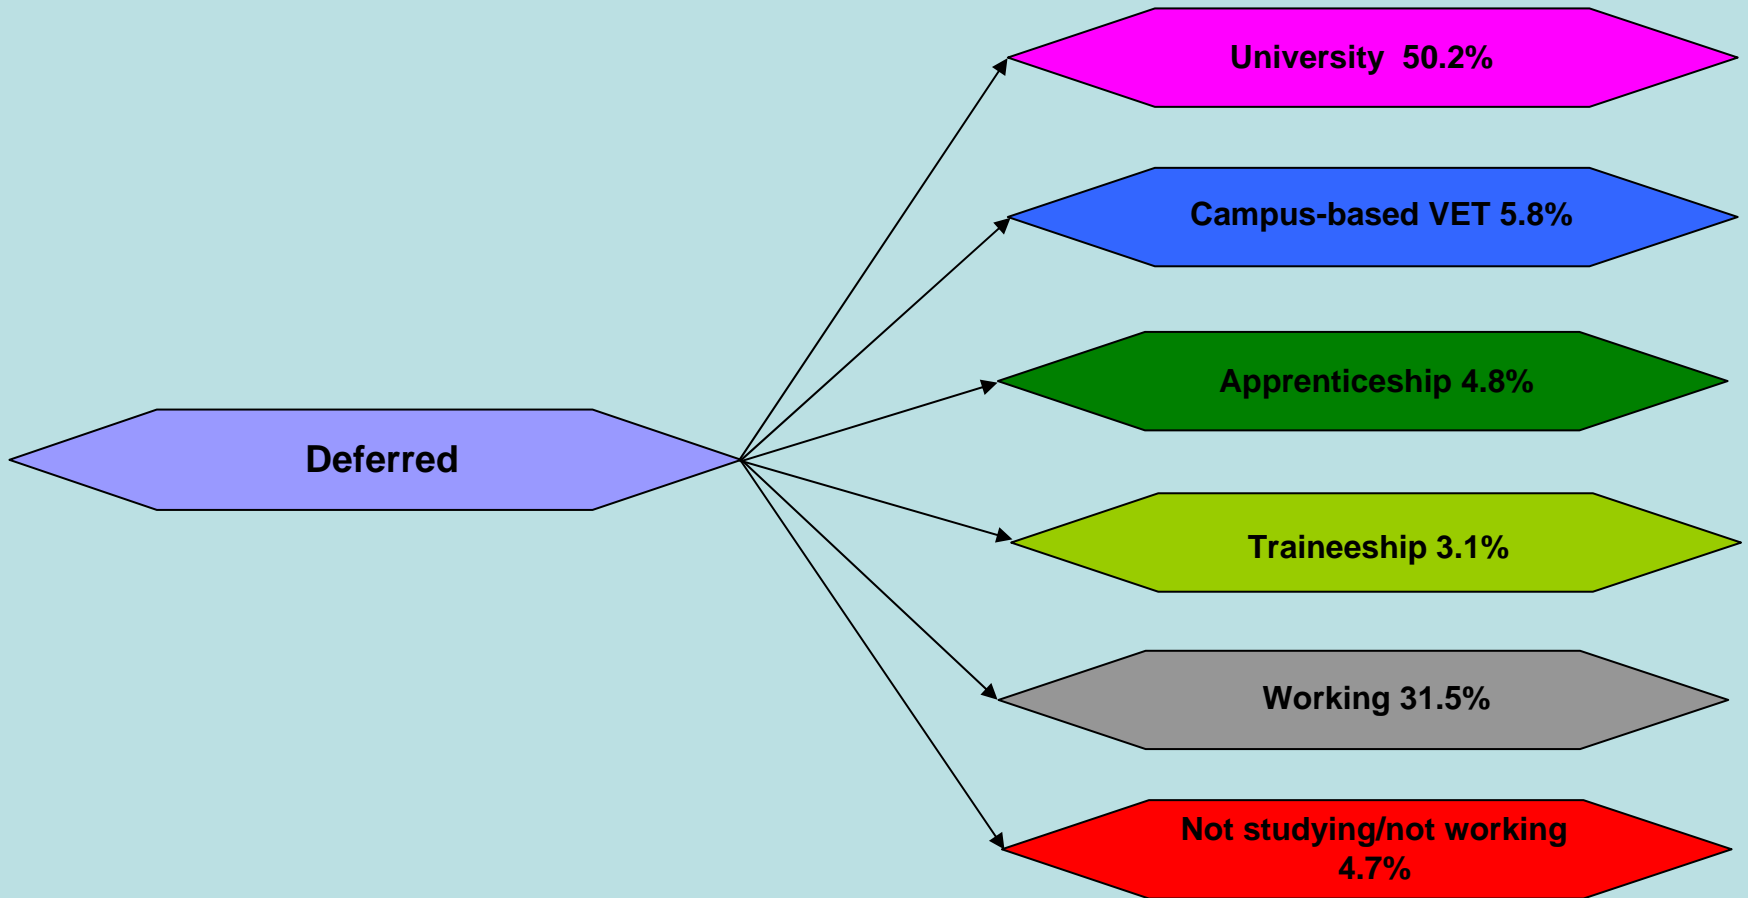 University  50.2%
Campus-based VET 5.8%
Apprenticeship 4.8%
Deferred
Traineeship 3.1%
Working 31.5%
Not studying/not working
4.7%